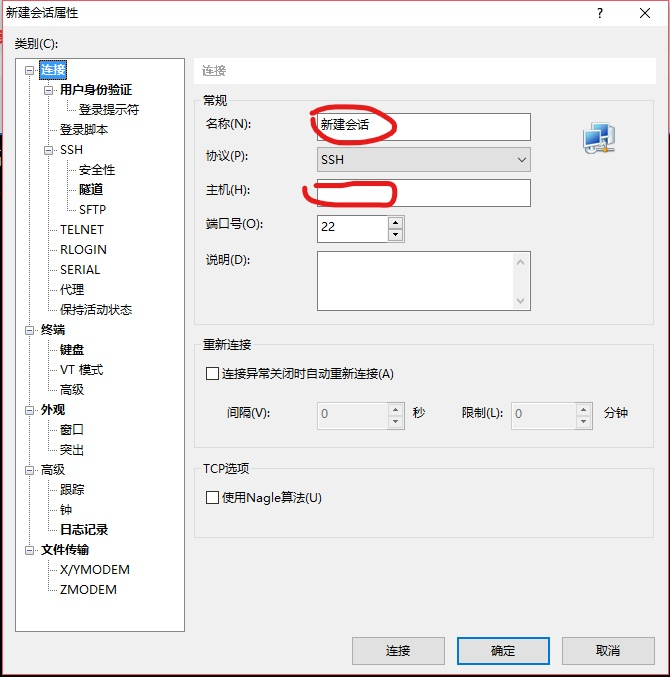 新建会话属性
类别(C):
连接
用户身份验证
登录提示符
登录脚本
SSH
安全性
隧道
SFTP
TELNET
RLOGIN
SERIAL
代理
保持活动状态
终端
键盘
VT 模式
高级
外观
窗口
突出
高级
跟踪
钟
日志记录
文件传输
X/YMODEM
ZMODEM
连接
常规
名称(N):
新建会话
协议(P):
SSH
主机(H):
端口号(O):
22
说明(D):
重新连接
连接异常关闭时自动重新连接(A)
间隔(V): 0 秒 限制(L): 0 分钟
TCP选项
使用Nagle算法(U)
连接 确定 取消